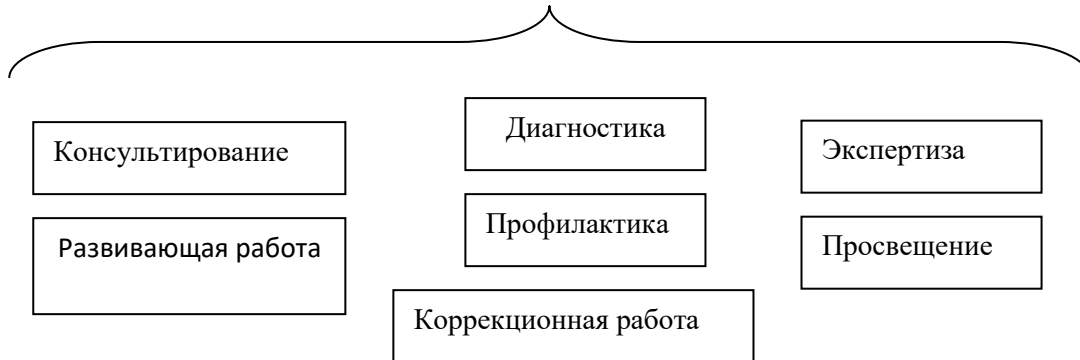 Диагностика
Консультирование
Экспертиза
Профилактика
Развивающая работа
Просвещение
Коррекционная работа